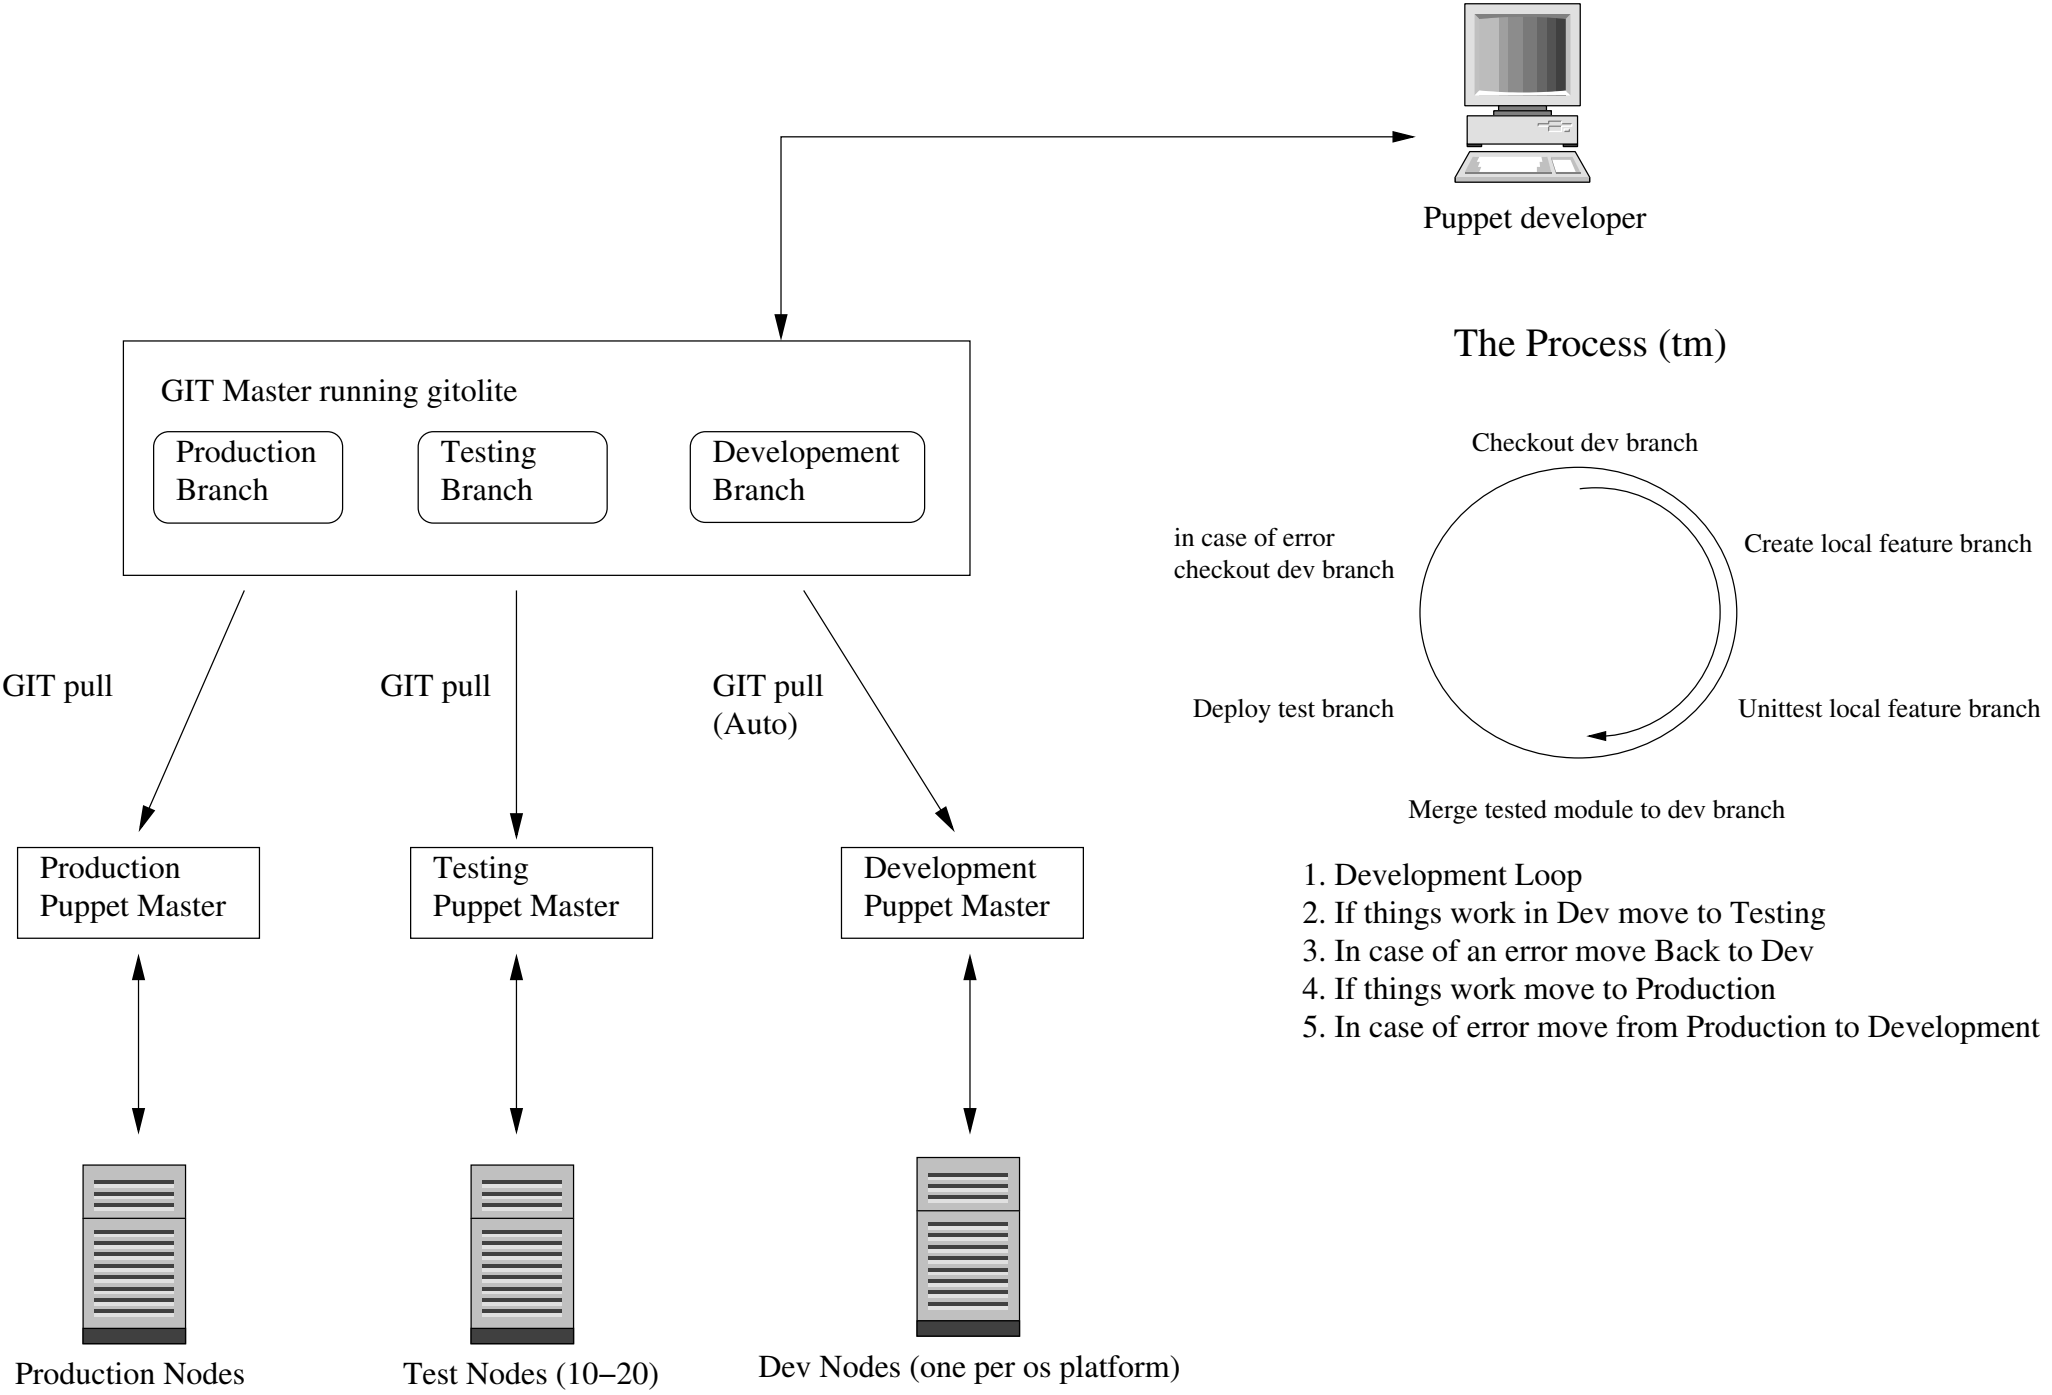 Puppet developer
GIT Master running gitolite
Production
Branch
Testing
Branch
Developement
Branch
GIT pull
GIT pull
GIT pull
(Auto)
Production
Puppet Master
Testing
Puppet Master
Development
Puppet Master
Production Nodes
Test Nodes (10−20)
Dev Nodes (one per os platform)
The Process (tm)
Checkout dev branch
Create local feature branch
Unittest local feature branch
Merge tested module to dev branch
Deploy test branch
in case of error
checkout dev branch
1. Development Loop
2. If things work in Dev move to Testing
3. In case of an error move Back to Dev
4. If things work move to Production
5. In case of error move from Production to Development